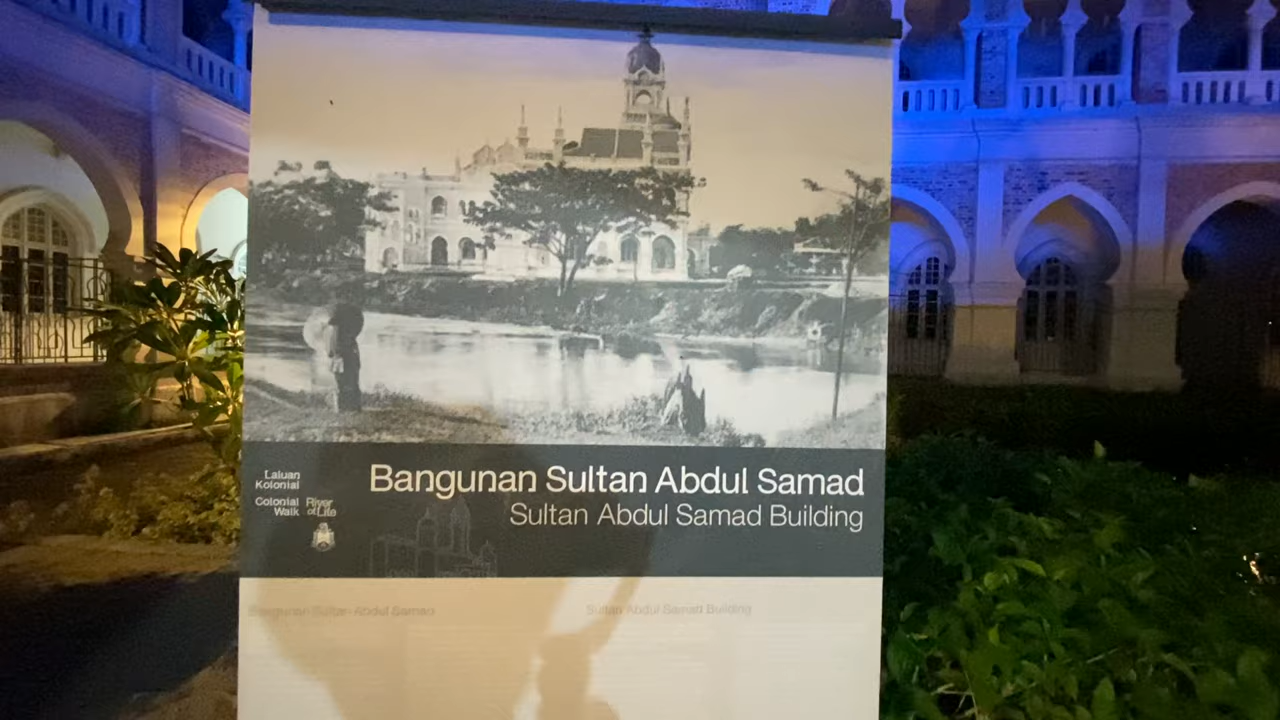 Bangunan Sultan Abdul Samad
Sultan Abdul Samad Building
Laluan
Kolonial
Colonial
Walk
River
of Life
Bangunan Sultan Abdul Samad
Sultan Abdul Samad Building